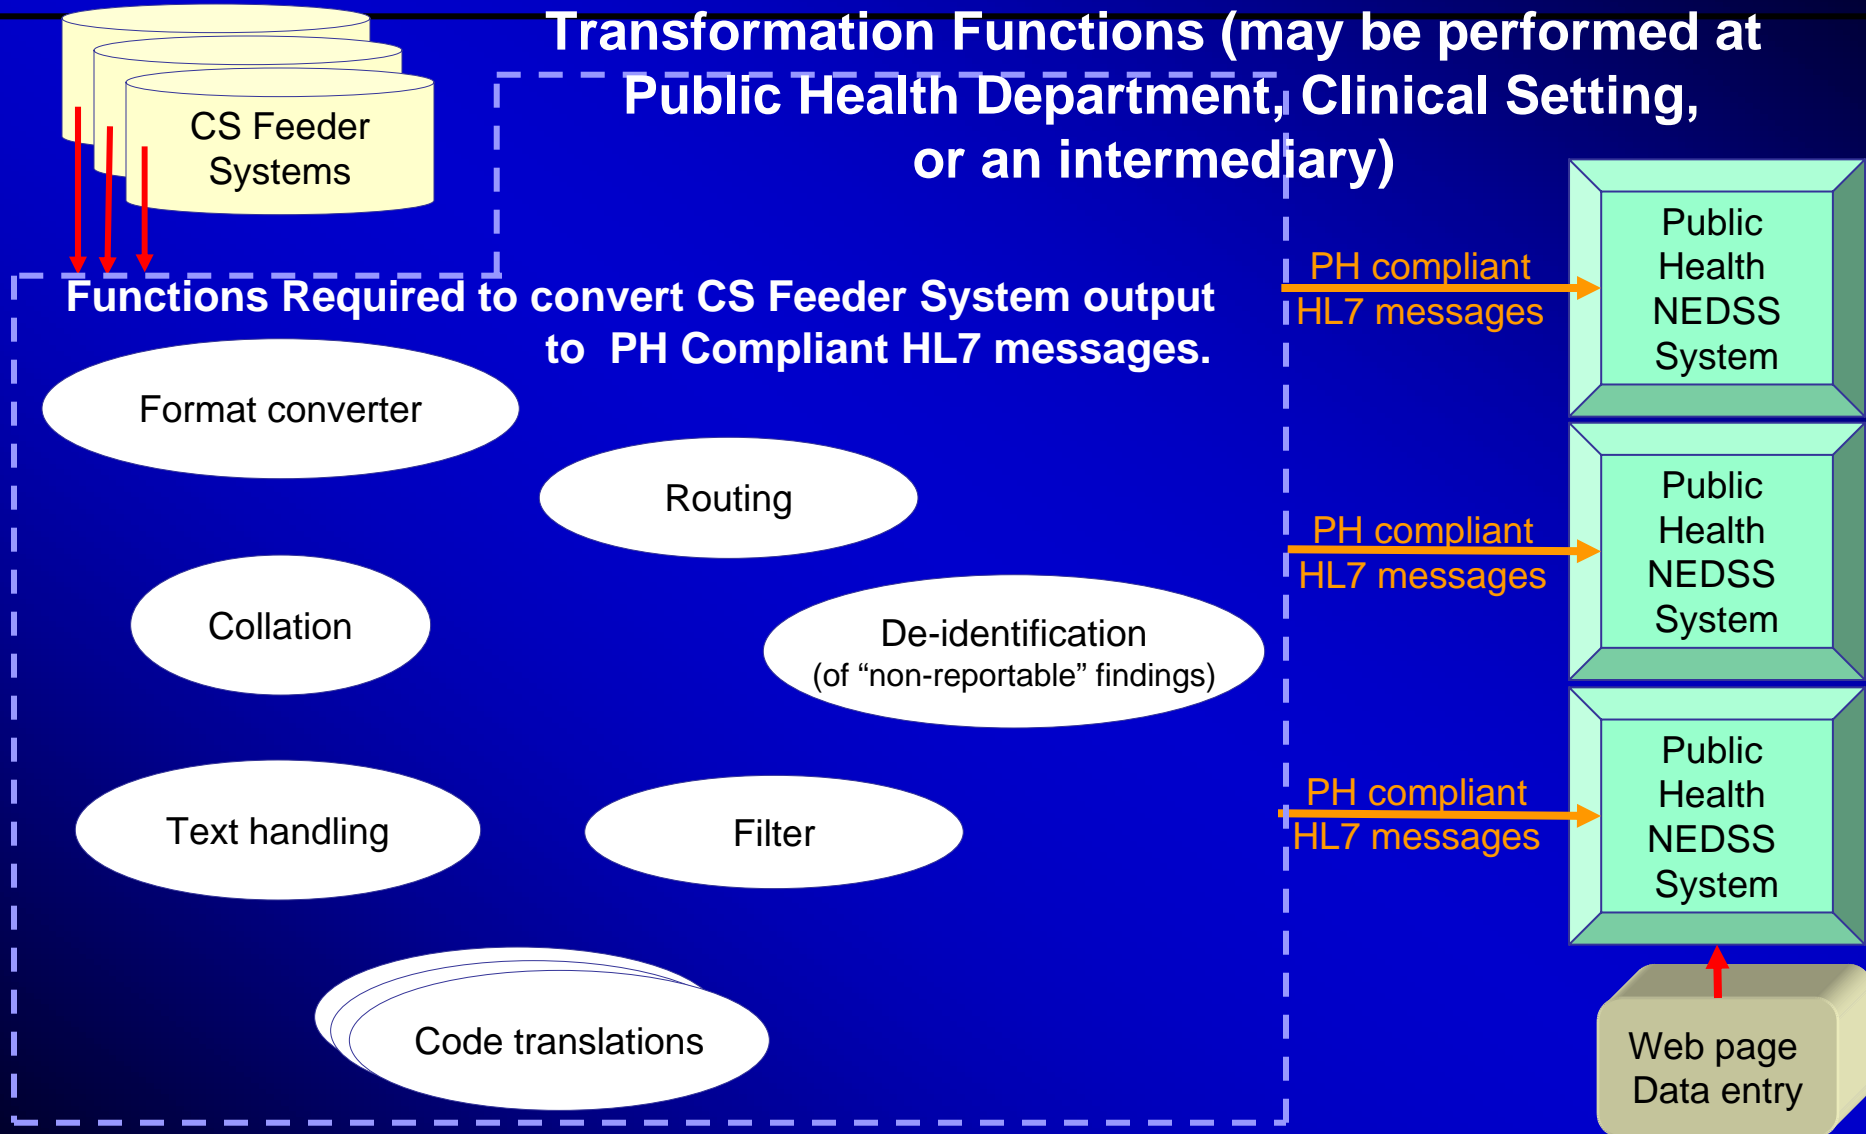 Transformation Functions (may be performed at
Public Health Department, Clinical Setting,
or an intermediary)
CS Feeder
Systems
Functions Required to convert CS Feeder System output
to PH Compliant HL7 messages.
Format converter
Routing
Collation
De-identification
(of “non-reportable” findings)
Text handling
Filter
Code translations
PH compliant
HL7 messages
Public
Health
NEDSS
System
PH compliant
HL7 messages
Public
Health
NEDSS
System
PH compliant
HL7 messages
Public
Health
NEDSS
System
Web page
Data entry